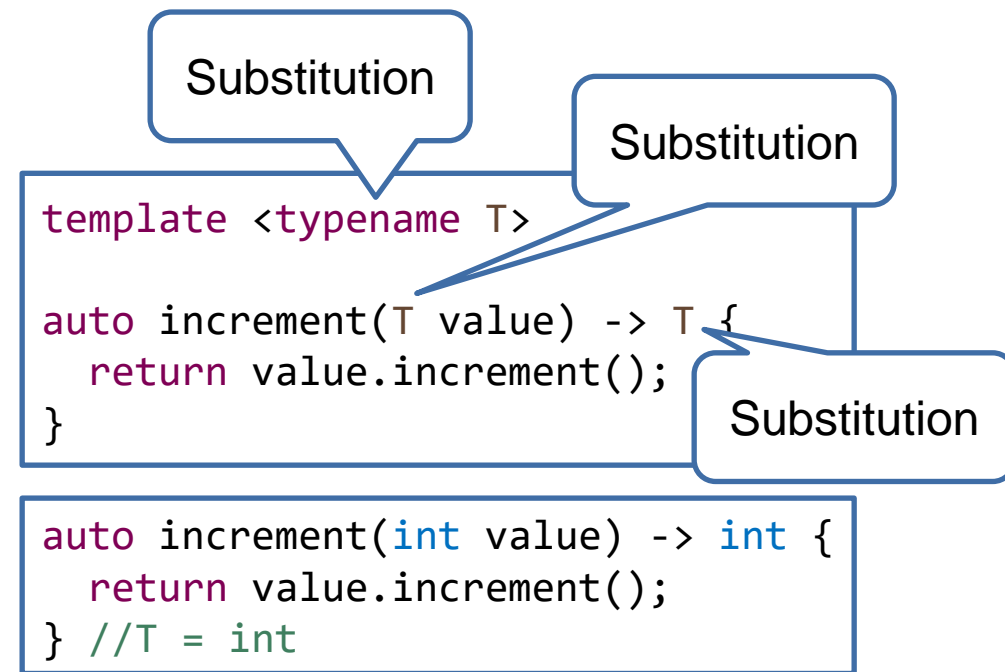 Substitution
Substitution
template <typename T>
auto increment(T value) -> T {
  return value.increment();
}
Substitution
auto increment(int value) -> int {
  return value.increment();
} //T = int